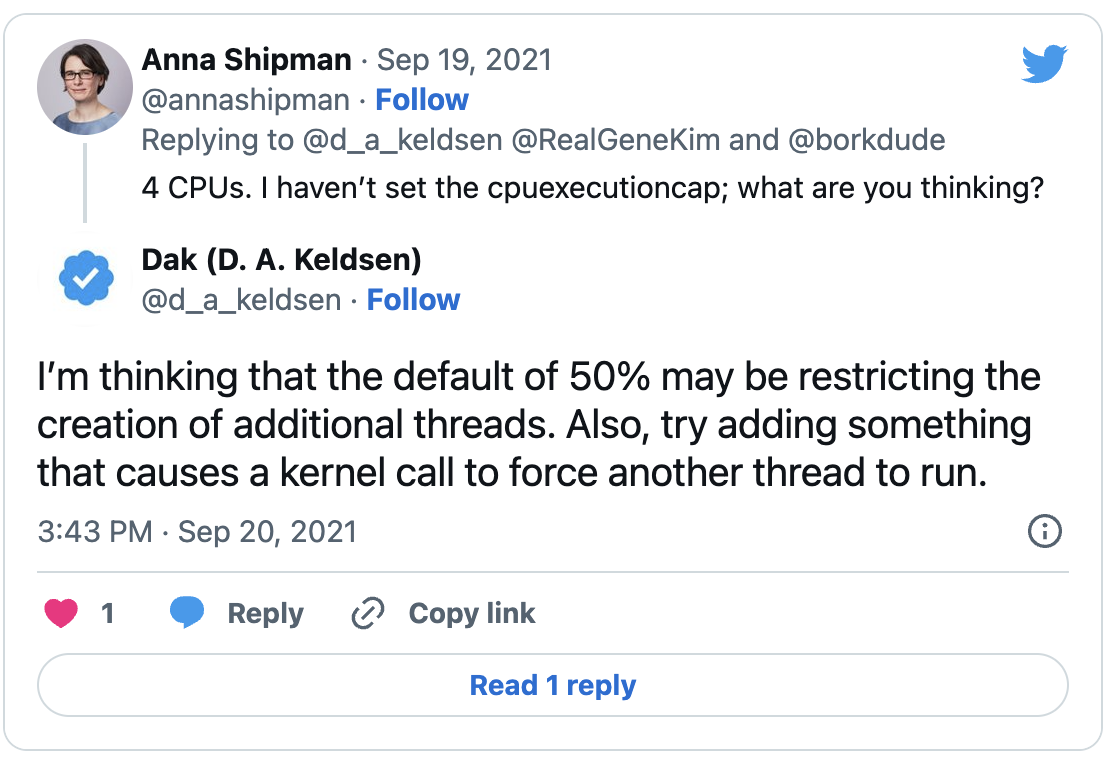 Anna Shipman · Sep 19, 2021
@annashipman · Follow
Replying to @d_a_keldsen @RealGeneKim and @borkdude
4 CPUs. I haven’t set the cpuexecutioncap; what are you thinking?
Dak (D. A. Keldsen)
@d_a_keldsen · Follow
I’m thinking that the default of 50% may be restricting the
creation of additional threads. Also, try adding something
that causes a kernel call to force another thread to run.
3:43 PM · Sep 20, 2021
1 Reply Copy link
Read 1 reply